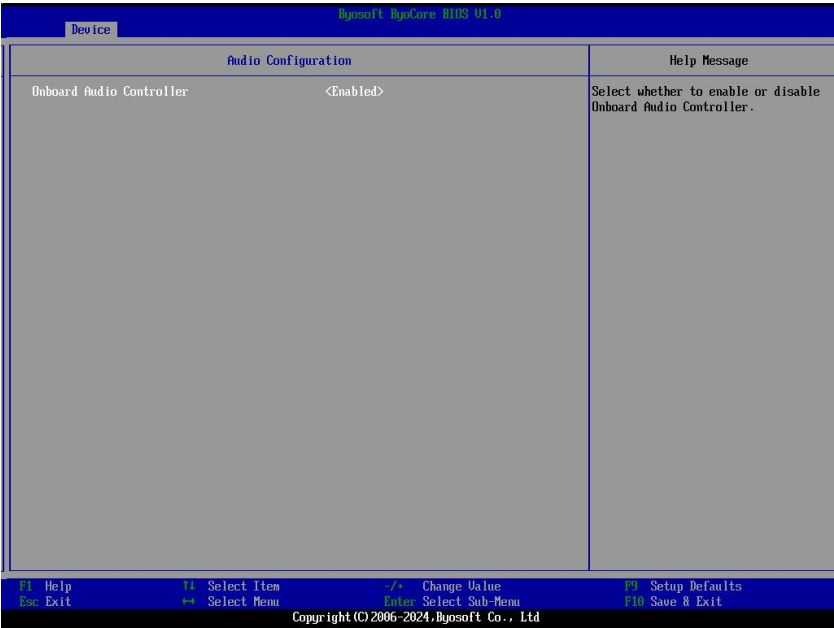 Byosoft ByoCore BIOS V1.0
Device
Audio Configuration
Help Message
Onboard Audio Controller <Enabled>
Select whether to enable or disable
Onboard Audio Controller.
F1 Help ↑↓ Select Item -/+ Change Value F9 Setup Defaults
Esc Exit ↔ Select Menu Enter Select Sub-Menu F10 Save & Exit
Copyright(C)2006-2024,Byosoft Co., Ltd